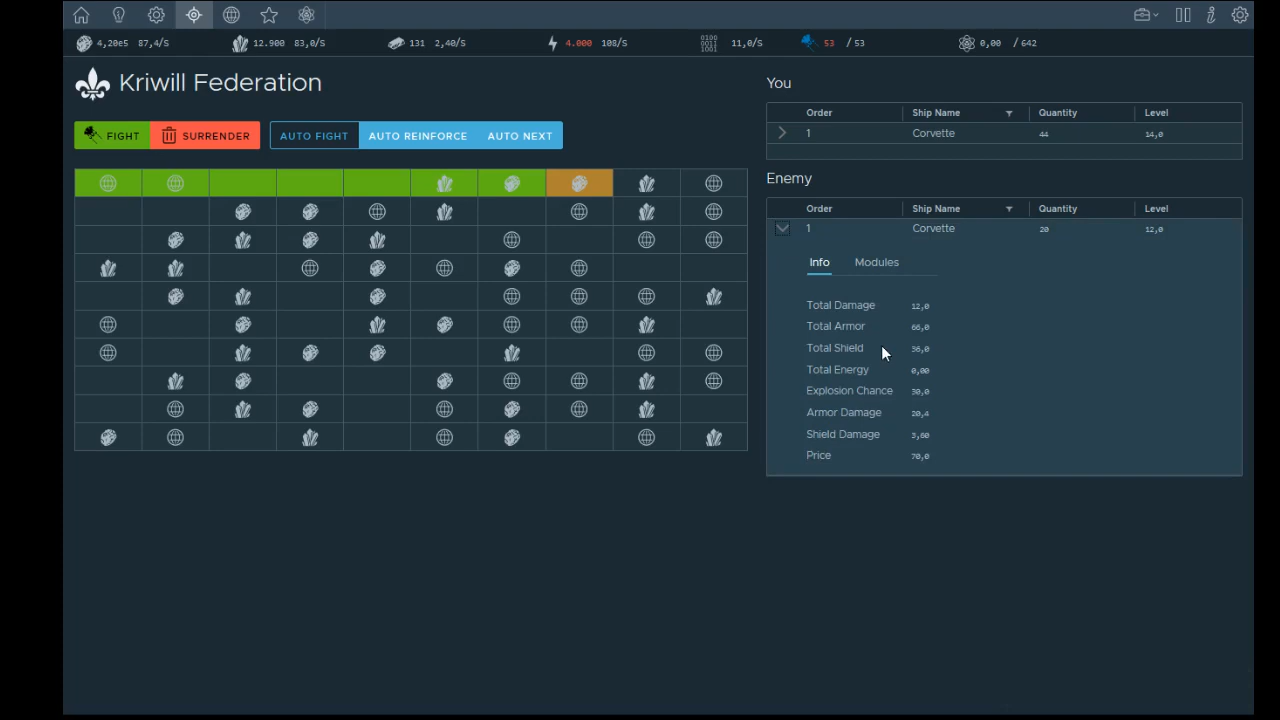 4,20e5 87,4/S 12.900 83,0/S 131 2,40/S 4.000 108/S 0100 0011 1001 11,0/S 53 / 53 0,00 / 642
Kriwill Federation
FIGHT SURRENDER AUTO FIGHT AUTO REINFORCE AUTO NEXT
You
Order Ship Name Quantity Level
1 Corvette 44 14,0
Enemy
Order Ship Name Quantity Level
1 Corvette 20 12,0
Info Modules
Total Damage 12,0
Total Armor 66,0
Total Shield 36,0
Total Energy 0,00
Explosion Chance 30,0
Armor Damage 20,4
Shield Damage 3,60
Price 70,0